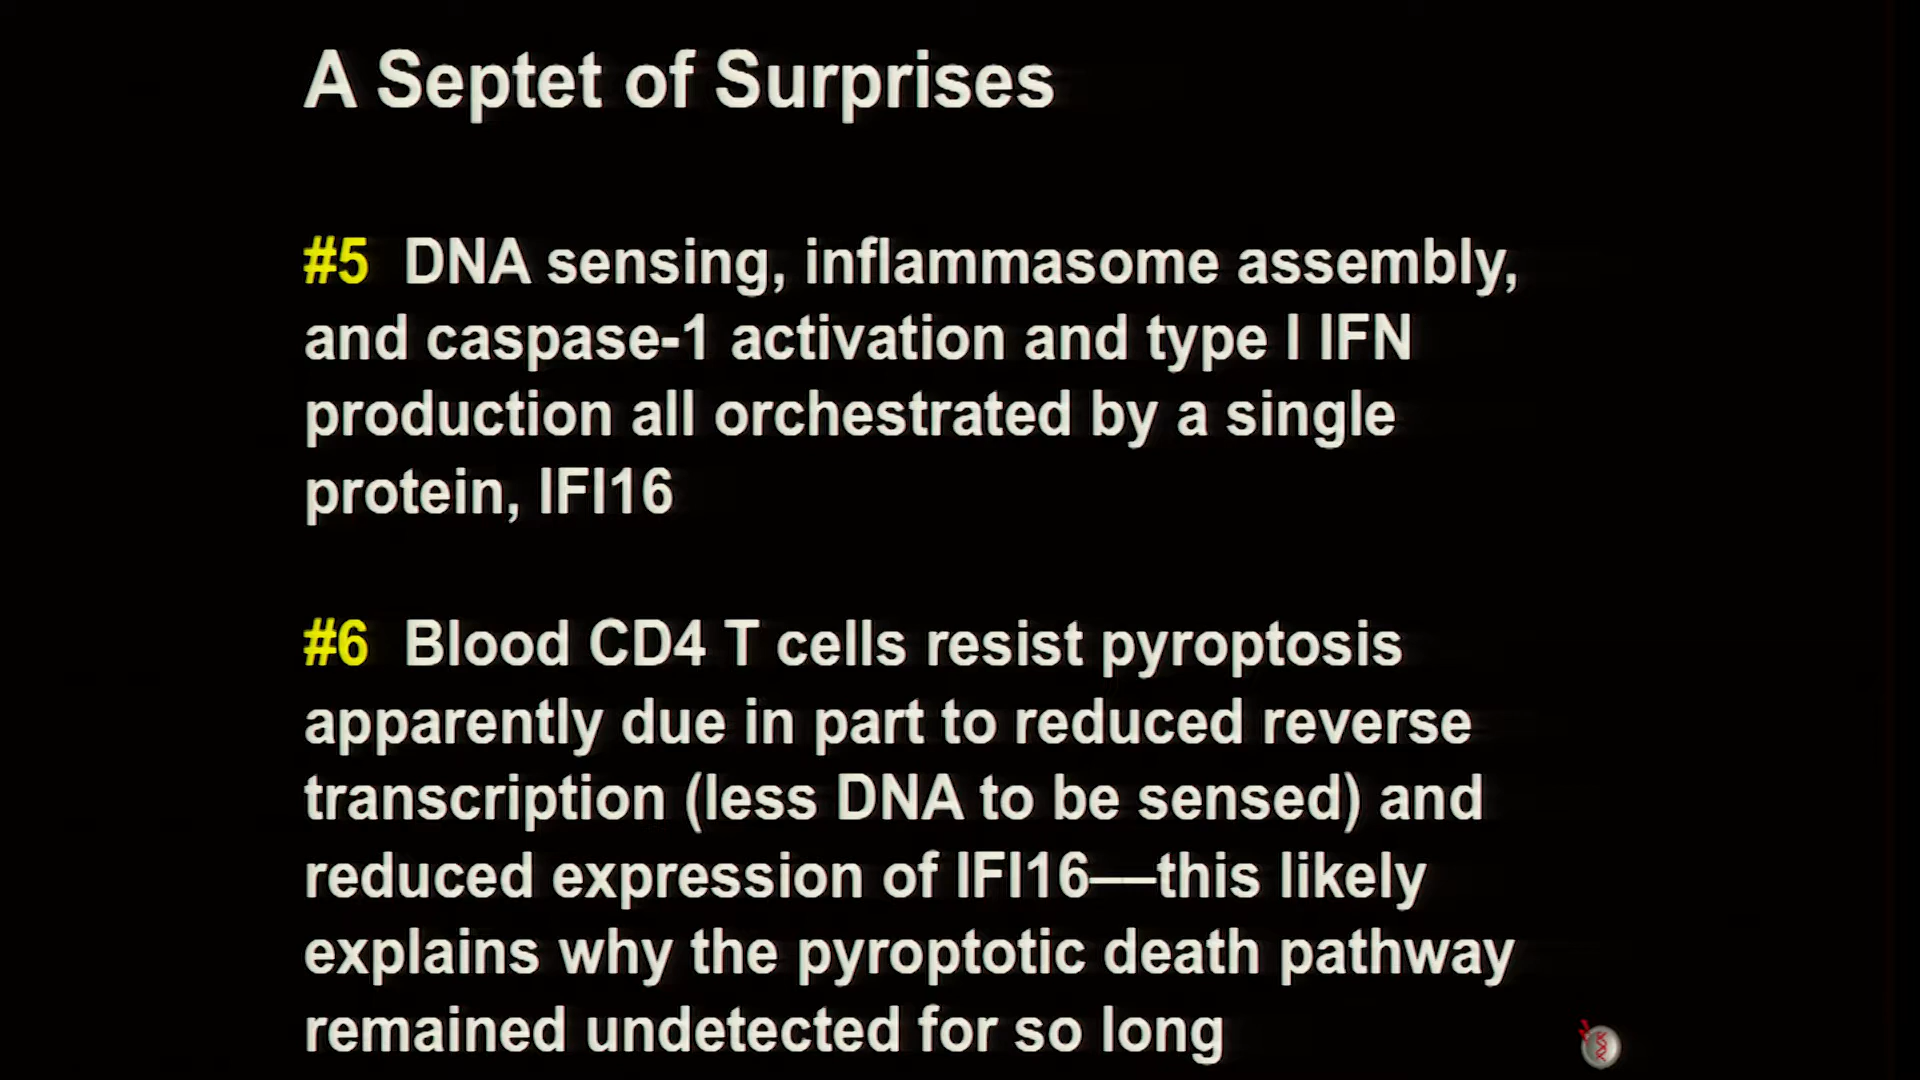 A Septet of Surprises
#5 DNA sensing, inflammasome assembly,
and caspase-1 activation and type I IFN
production all orchestrated by a single
protein, IFI16
#6 Blood CD4 T cells resist pyroptosis
apparently due in part to reduced reverse
transcription (less DNA to be sensed) and
reduced expression of IFI16—this likely
explains why the pyroptotic death pathway
remained undetected for so long